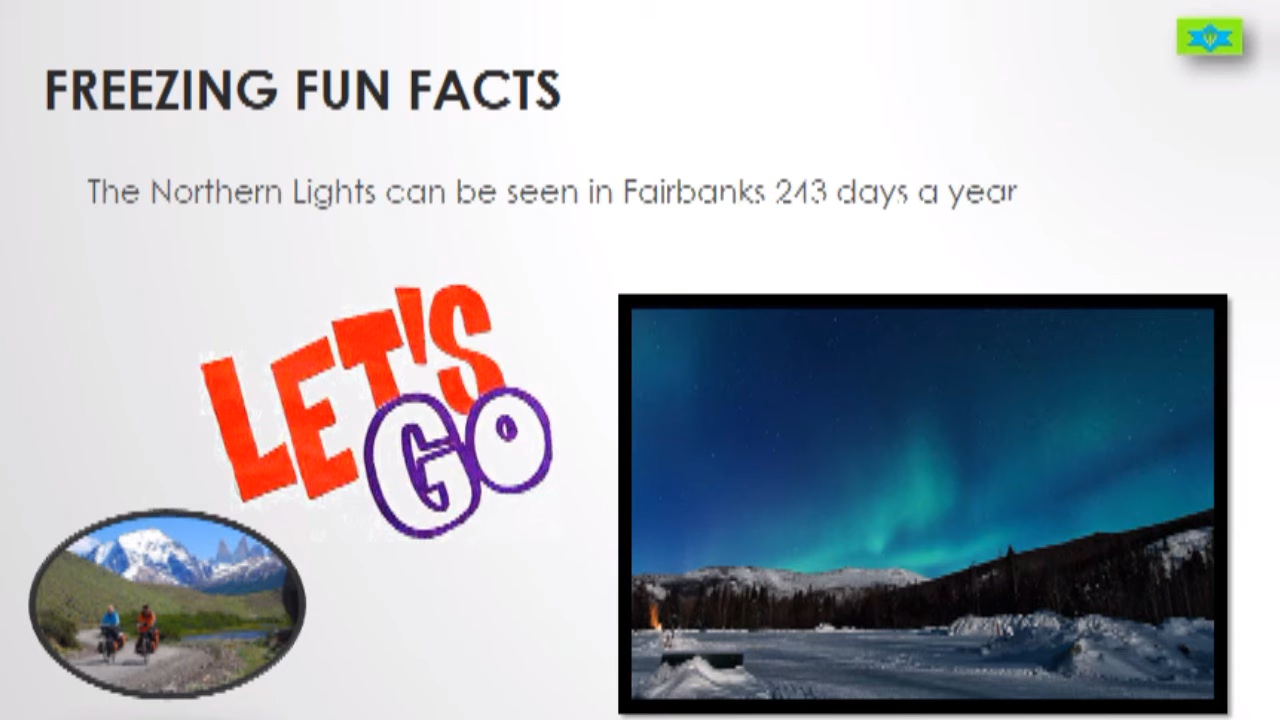 FREEZING FUN FACTS
The Northern Lights can be seen in Fairbanks 243 days a year
LET'S
GO